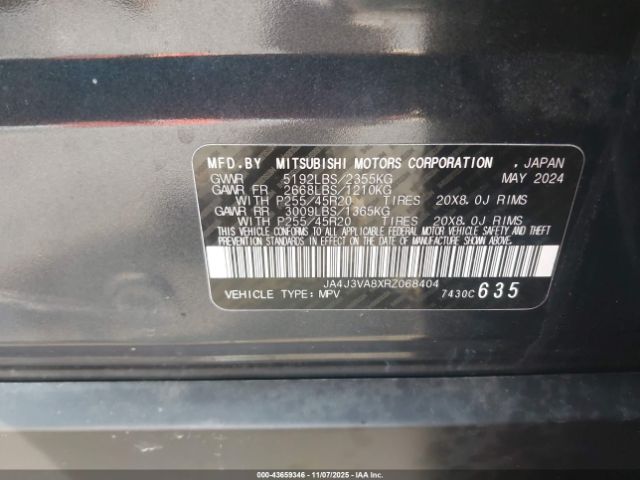 MFD.BY MITSUBISHI MOTORS CORPORATION , JAPAN
GVWR 5192LBS/2355KG MAY 2024
GAWR FR 2668LBS/1210KG
WITH P255/45R20 TIRES 20X8.0J RIMS
GAWR RR 3009LBS/1365KG
WITH P255/45R20 TIRES 20X8.0J RIMS
THIS VEHICLE CONFORMS TO ALL APPLICABLE FEDERAL MOTOR VEHICLE SAFETY AND THEFT
PREVENTION STANDARDS IN EFFECT ON THE DATE OF MANUFACTURE SHOWN ABOVE.
JA4J3VA8XRZ068404
VEHICLE TYPE:MPV 7430C 635
000-43659346 - 11/07/2025 - IAAI.CA